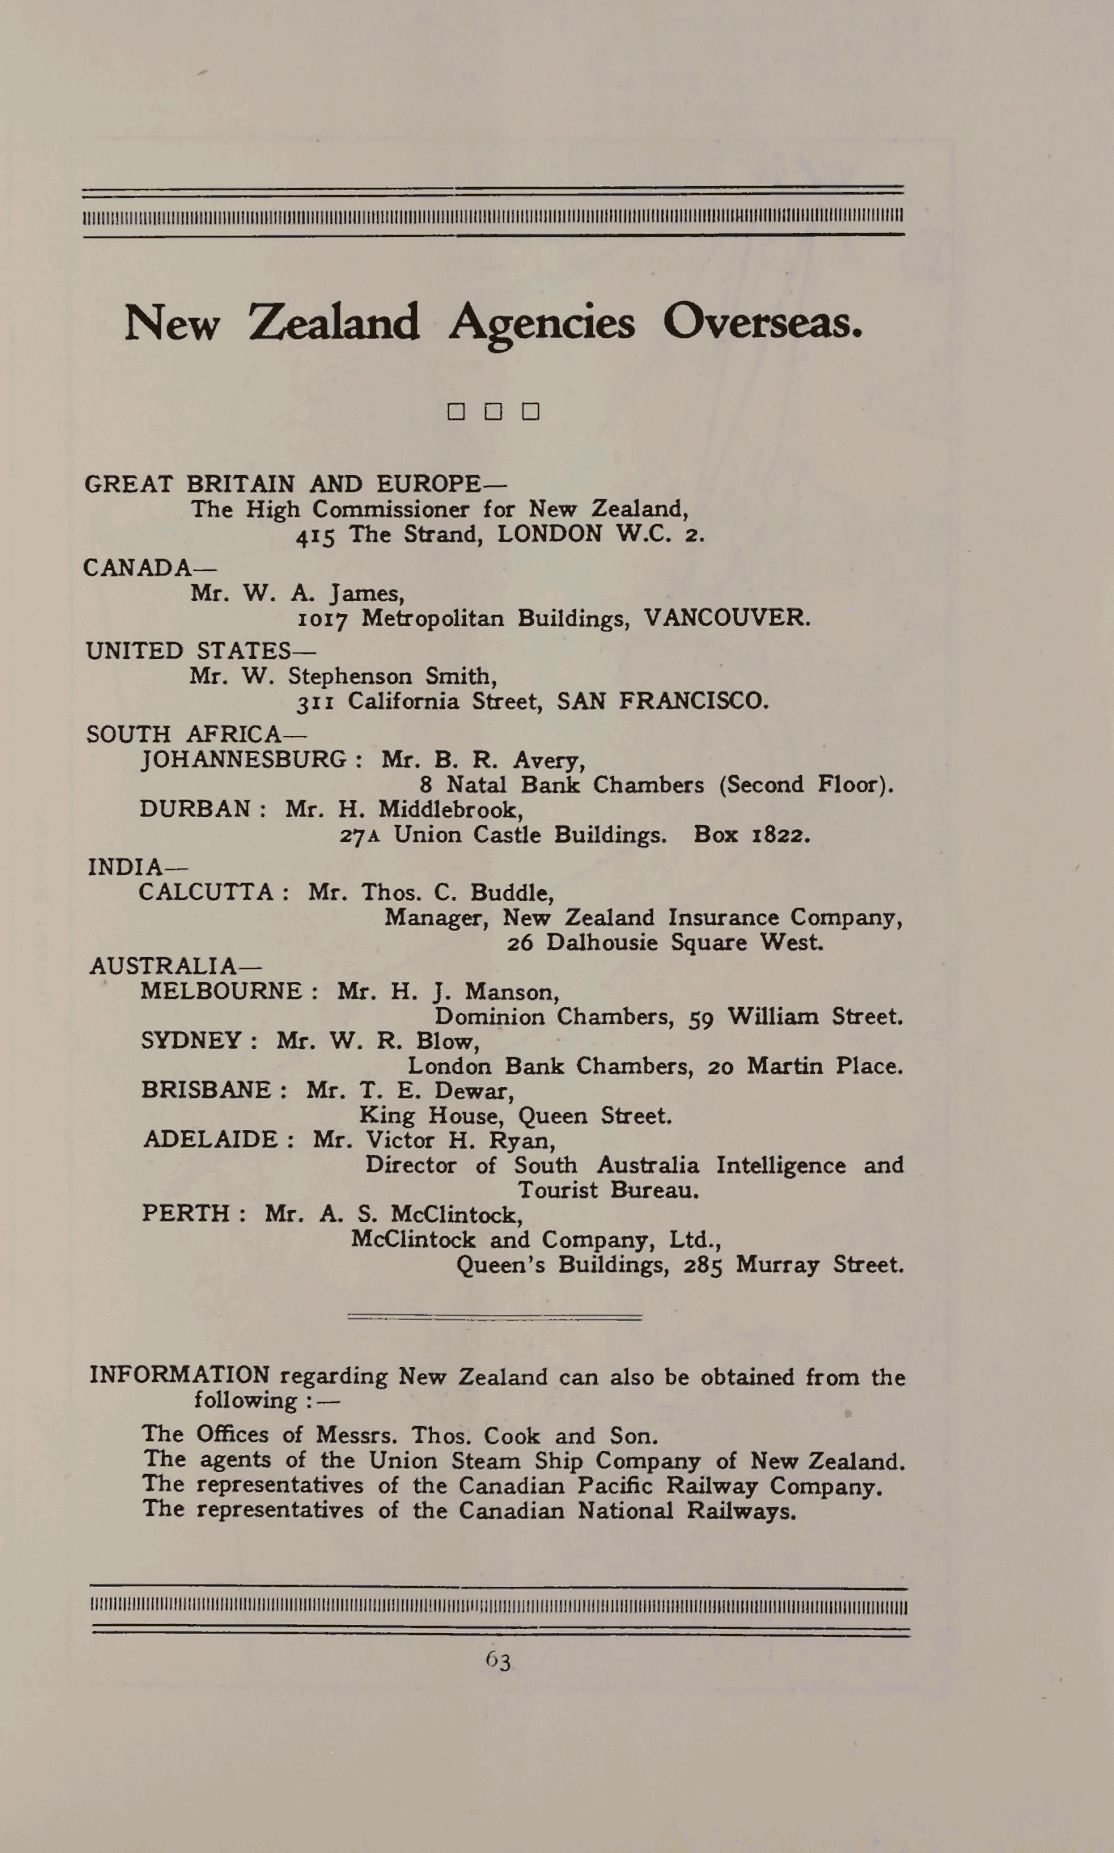 New Zealand Agencies Overseas.
GREAT BRITAIN AND EUROPE—
The High Commissioner for New Zealand,
415 The Strand, LONDON W.C. 2.
CANADA—
Mr. W. A. James,
1017 Metropolitan Buildings, VANCOUVER.
UNITED STATES—
Mr. W. Stephenson Smith,
311 California Street, SAN FRANCISCO.
SOUTH AFRICA—
JOHANNESBURG : Mr. B. R. Avery,
8 Natal Bank Chambers (Second Floor).
DURBAN : Mr. H. Middlebrook,
27A Union Castle Buildings. Box 1822.
INDIA—
CALCUTTA : Mr. Thos. C. Buddle,
Manager, New Zealand Insurance Company,
26 Dalhousie Square West.
AUSTRALIA—
MELBOURNE : Mr. H. J. Manson,
Dominion Chambers, 59 William Street.
SYDNEY : Mr. W. R. Blow,
London Bank Chambers, 20 Martin Place.
BRISBANE : Mr. T. E. Dewar,
King House, Queen Street.
ADELAIDE : Mr. Victor H. Ryan,
Director of South Australia Intelligence and
Tourist Bureau.
PERTH : Mr. A. S. McClintock,
McClintock and Company, Ltd.,
Queen's Buildings, 285 Murray Street.
INFORMATION regarding New Zealand can also be obtained from the
following :—
The Offices of Messrs. Thos. Cook and Son.
The agents of the Union Steam Ship Company of New Zealand.
The representatives of the Canadian Pacific Railway Company.
The representatives of the Canadian National Railways.
63